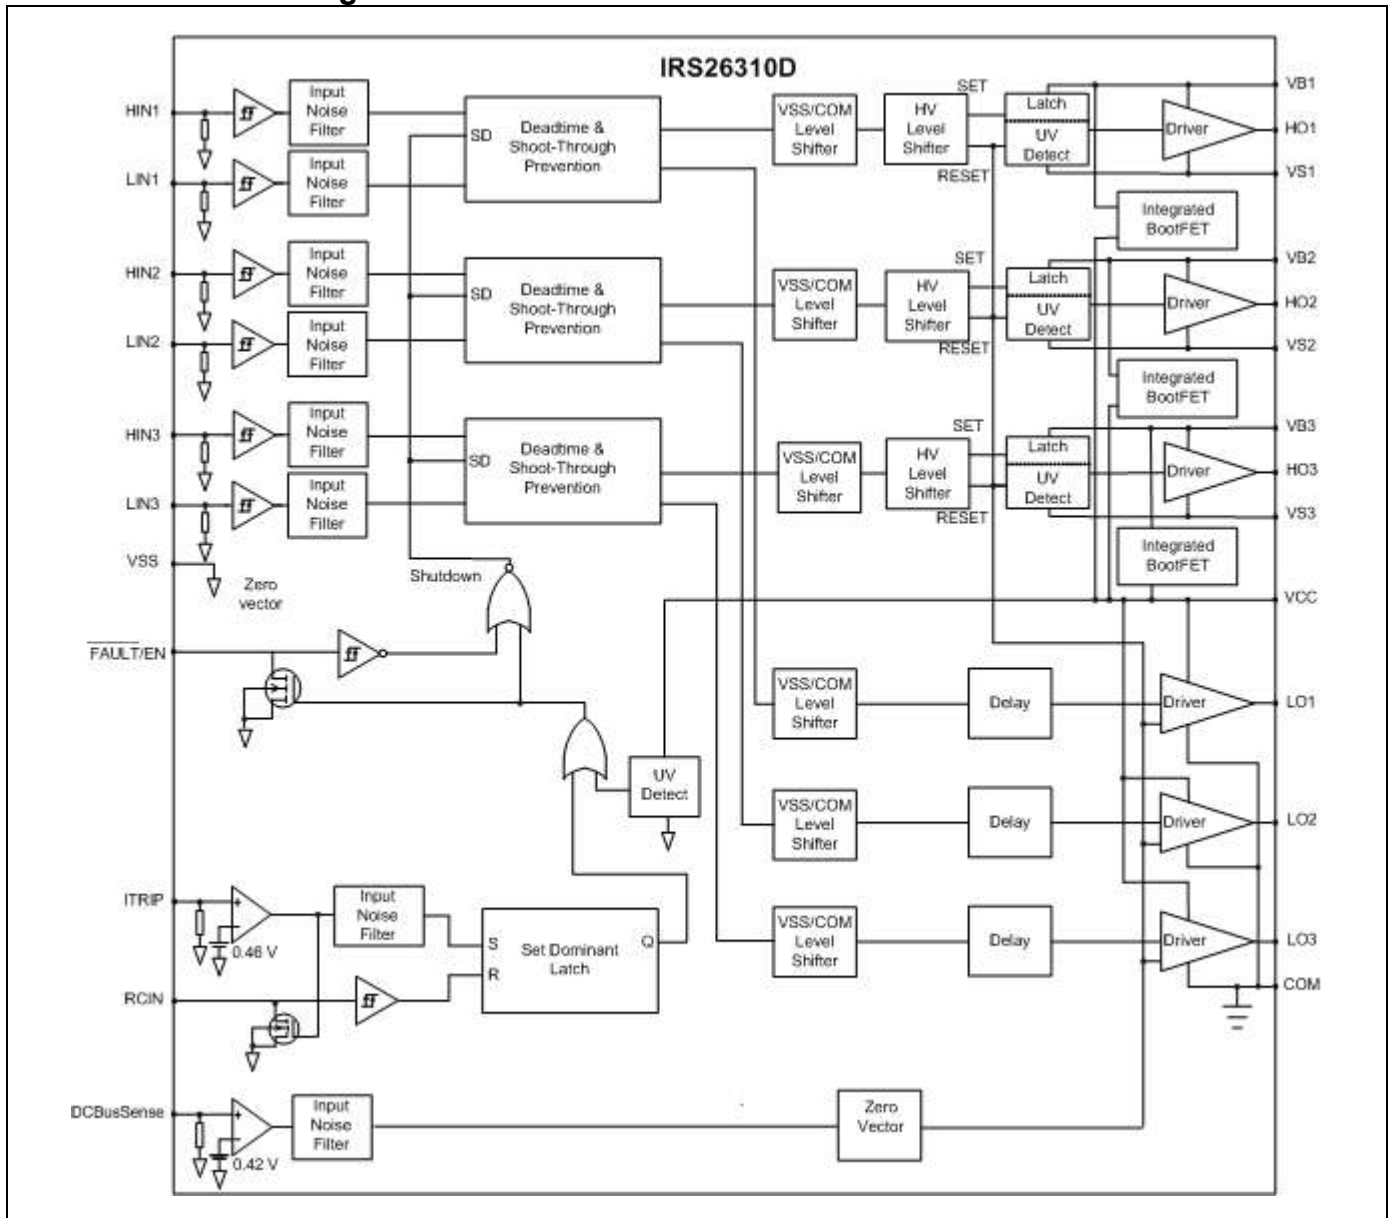 IRS26310D
HIN1
Input
Noise
Filter
LIN1
Input
Noise
Filter
SD
Deadtime &
Shoot-Through
Prevention
VSS/COM
Level
Shifter
HV
Level
Shifter
SET
RESET
Latch
UV
Detect
Driver
VB1
HO1
VS1
Integrated
BootFET
HIN2
Input
Noise
Filter
LIN2
Input
Noise
Filter
SD
Deadtime &
Shoot-Through
Prevention
VSS/COM
Level
Shifter
HV
Level
Shifter
SET
RESET
Latch
UV
Detect
Driver
VB2
HO2
VS2
Integrated
BootFET
HIN3
Input
Noise
Filter
LIN3
Input
Noise
Filter
SD
Deadtime &
Shoot-Through
Prevention
VSS/COM
Level
Shifter
HV
Level
Shifter
SET
RESET
Latch
UV
Detect
Driver
VB3
HO3
VS3
Integrated
BootFET
VSS
Zero
vector
Shutdown
VCC
FAULT/EN
UV
Detect
VSS/COM
Level
Shifter
Delay
Driver
LO1
VSS/COM
Level
Shifter
Delay
Driver
LO2
ITRIP
0.46 V
Input
Noise
Filter
S
R
Q
Set Dominant
Latch
VSS/COM
Level
Shifter
Delay
Driver
LO3
COM
RCIN
DCBusSense
0.42 V
Input
Noise
Filter
Zero
Vector